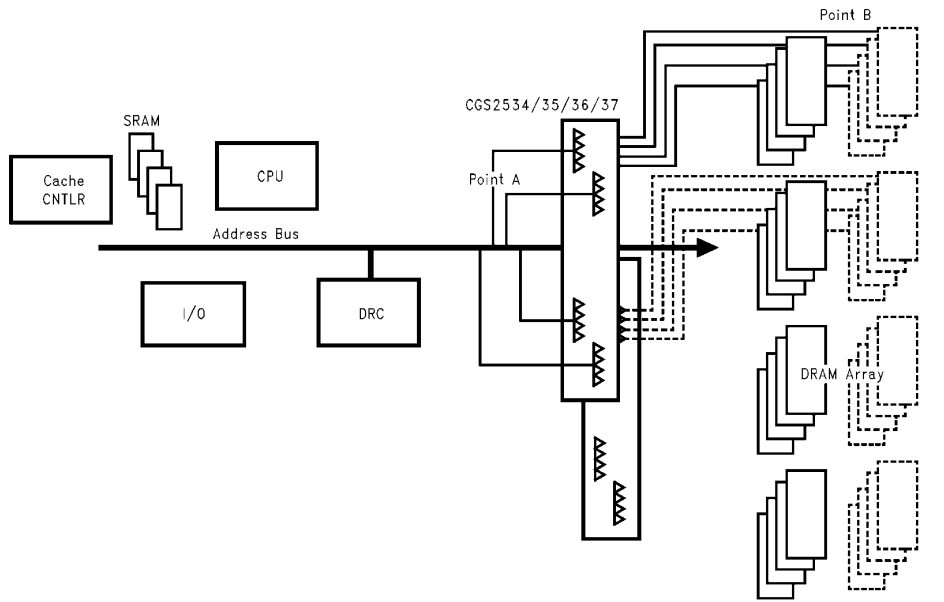 Point B
CGS2534/35/36/37
SRAM
Cache
CNTLR
CPU
Point A
Address Bus
I/O
DRC
DRAM Array